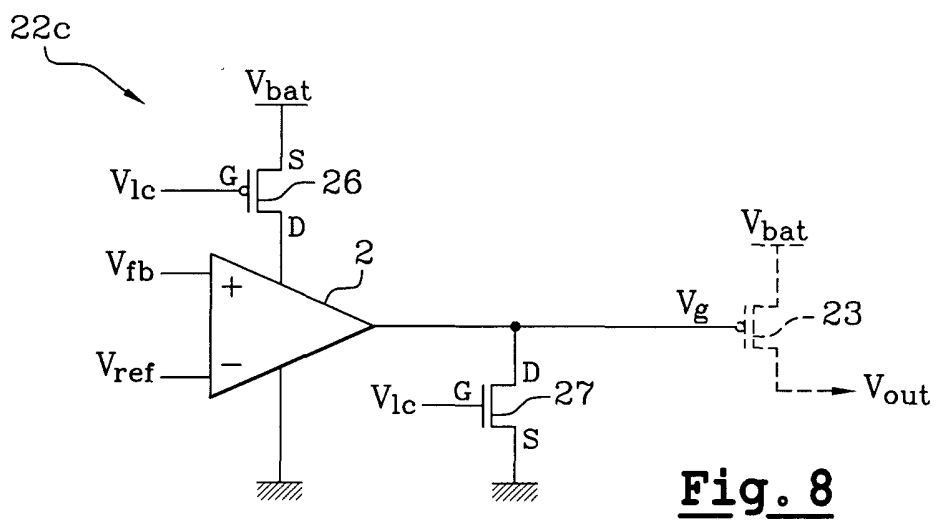 22c
Vbat
S
Vlc
G
26
D
Vfb
+
2
Vbat
Vg
23
Vref
−
D
Vlc
G
27
S
Vout
Fig. 8